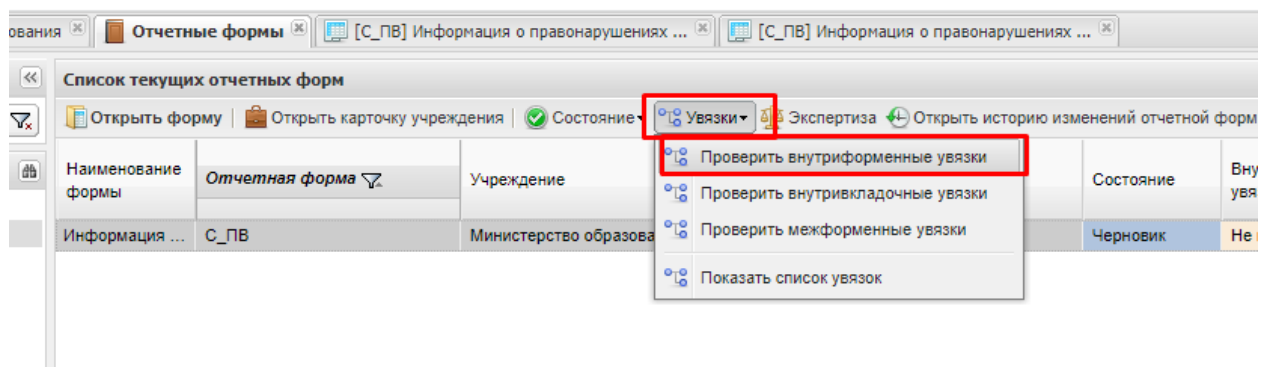 ования Отчетные формы [С_ПВ] Информация о правонарушениях ... [С_ПВ] Информация о правонарушениях ...
Список текущих отчетных форм
Открыть форму Открыть карточку учреждения Состояние Увязки Экспертиза Открыть историю изменений отчетной форм
Наименование формы Отчетная форма Учреждение Состояние Вну увя
Проверить внутриформенные увязки
Проверить внутривкладочные увязки
Информация ... С_ПВ Министерство образова Черновик Не
Проверить межформенные увязки
Показать список увязок